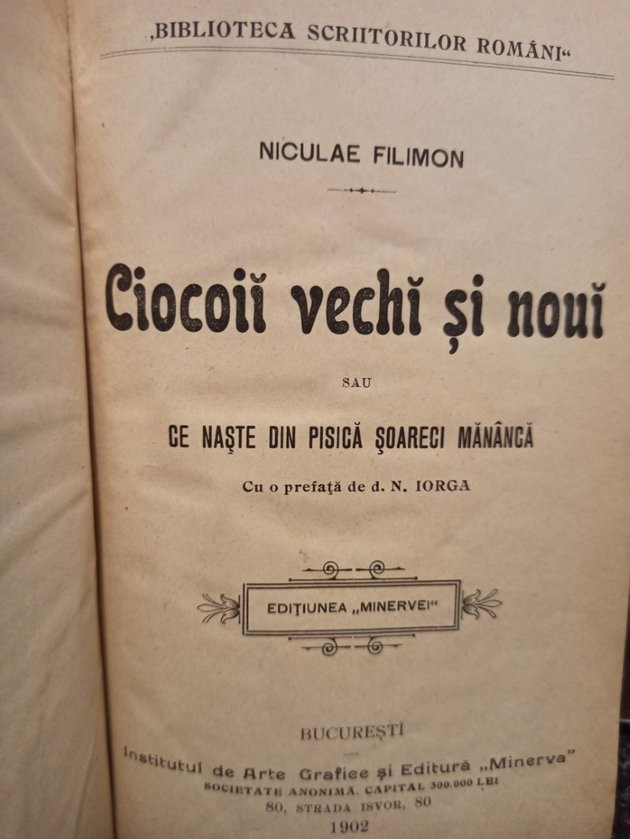 „BIBLIOTECA SCRIITORILOR ROMÂNI“
NICULAE FILIMON
Ciocoiĭ vechĭ și nouĭ
SAU
CE NAȘTE DIN PISICĂ ȘOARECI MĂNÂNCĂ
Cu o prefață de d. N. IORGA
EDIȚIUNEA „MINERVEI“
BUCUREȘTI
Institutul de Arte Grafice și Editură „Minerva“
SOCIETATE ANONIMA. CAPITAL 300.000 LEI
80, STRADA ISVOR, 80
1902